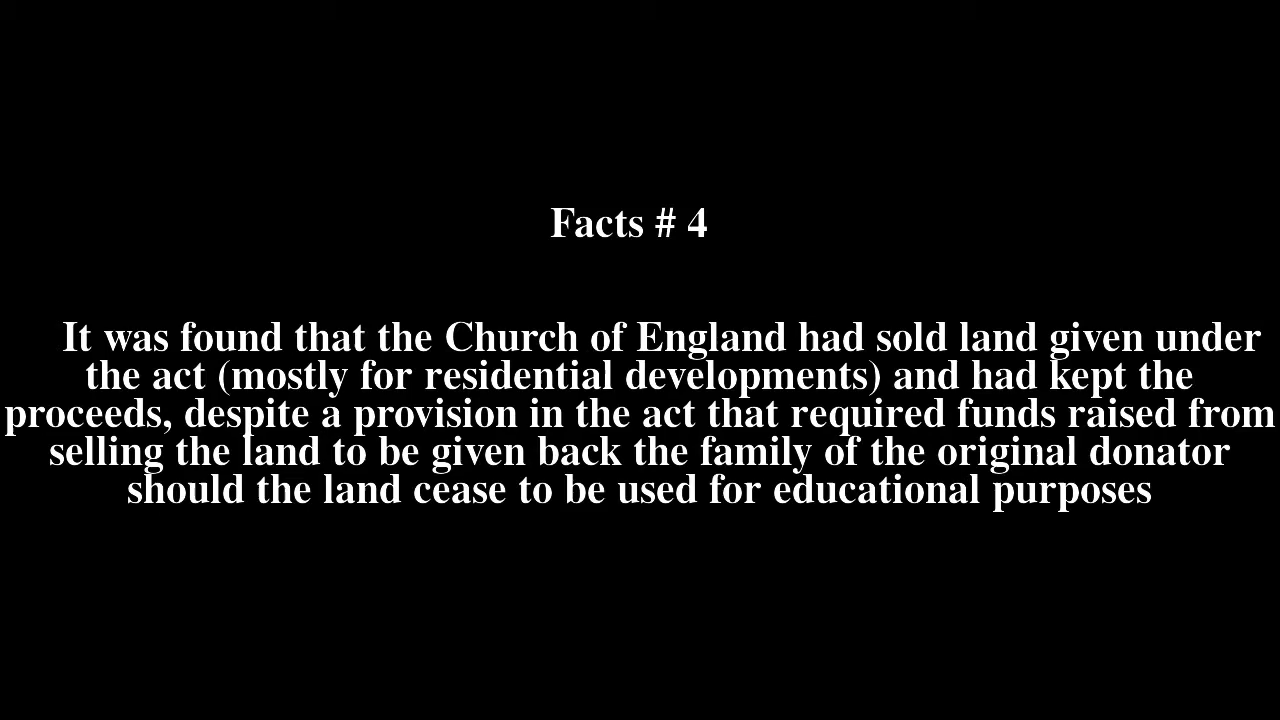 Facts # 4
It was found that the Church of England had sold land given under
the act (mostly for residential developments) and had kept the
proceeds, despite a provision in the act that required funds raised from
selling the land to be given back the family of the original donator
should the land cease to be used for educational purposes